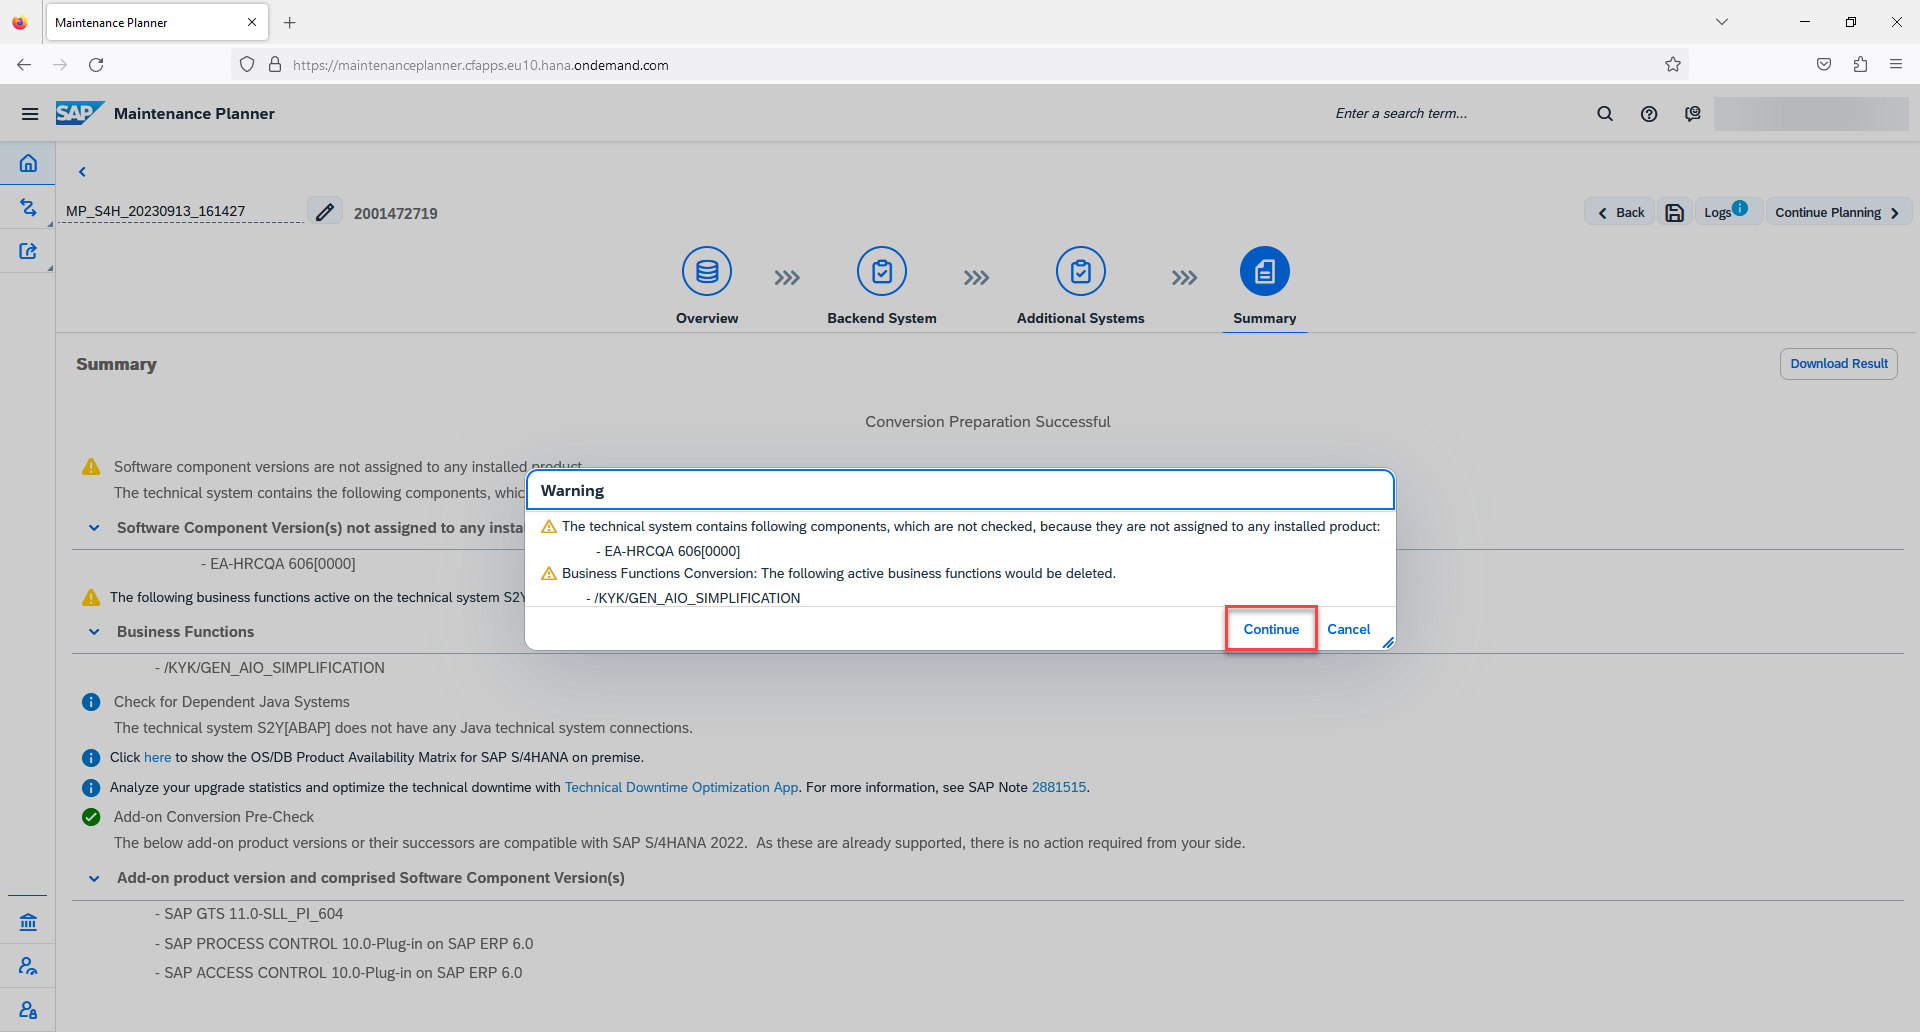 Maintenance Planner
https://maintenanceplanner.cfapps.eu10.hana.ondemand.com
SAP Maintenance Planner
Enter a search term...
MP_S4H_20230913_161427
2001472719
Back
Logs
Continue Planning
Overview
Backend System
Additional Systems
Summary
Summary
Download Result
Conversion Preparation Successful
Software component versions are not assigned to any installed product
The technical system contains the following components, whic
Software Component Version(s) not assigned to any insta
- EA-HRCQA 606[0000]
The following business functions active on the technical system S2Y
Business Functions
- /KYK/GEN_AIO_SIMPLIFICATION
Warning
The technical system contains following components, which are not checked, because they are not assigned to any installed product:
- EA-HRCQA 606[0000]
Business Functions Conversion: The following active business functions would be deleted.
- /KYK/GEN_AIO_SIMPLIFICATION
Continue
Cancel
Check for Dependent Java Systems
The technical system S2Y[ABAP] does not have any Java technical system connections.
Click here to show the OS/DB Product Availability Matrix for SAP S/4HANA on premise.
Analyze your upgrade statistics and optimize the technical downtime with Technical Downtime Optimization App. For more information, see SAP Note 2881515.
Add-on Conversion Pre-Check
The below add-on product versions or their successors are compatible with SAP S/4HANA 2022.  As these are already supported, there is no action required from your side.
Add-on product version and comprised Software Component Version(s)
- SAP GTS 11.0-SLL_PI_604
- SAP PROCESS CONTROL 10.0-Plug-in on SAP ERP 6.0
- SAP ACCESS CONTROL 10.0-Plug-in on SAP ERP 6.0